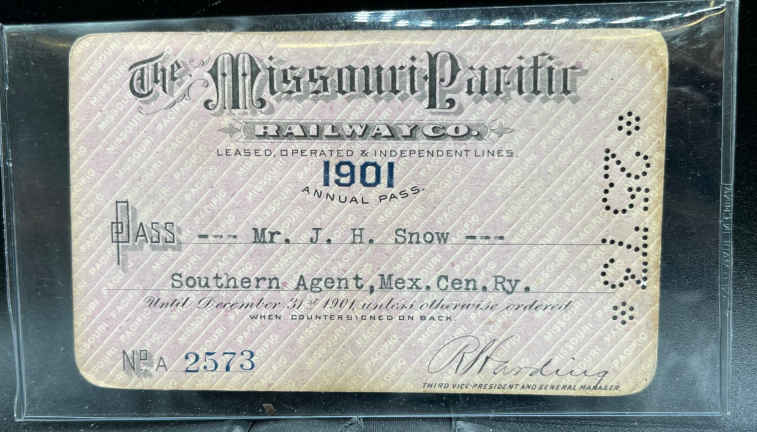 The Missouri Pacific
RAILWAY CO.
LEASED, OPERATED & INDEPENDENT LINES.
1901
ANNUAL PASS.
PASS --- Mr. J. H. Snow ---
Southern Agent,Mex.Cen.Ry.
Until December 31st 1901, unless otherwise ordered
WHEN COUNTERSIGNED ON BACK.
No A 2573
R Harding
THIRD VICE-PRESIDENT AND GENERAL MANAGER.
*2573*